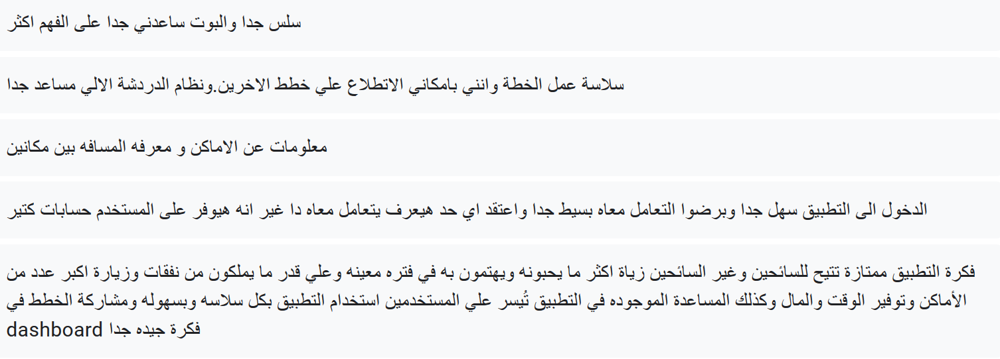 سلس جدا والبوت ساعدني جدا على الفهم اكثر
سلاسة عمل الخطة وانني بامكاني الاتطلاع علي خطط الاخرين.ونظام الدردشة الالي مساعد جدا
معلومات عن الاماكن و معرفه المسافه بين مكانين
الدخول الى التطبيق سهل جدا وبرضوا التعامل معاه بسيط جدا واعتقد اي حد هيعرف يتعامل معاه دا غير انه هيوفر على المستخدم حسابات كتير
فكرة التطبيق ممتازة تتيح للسائحين وغير السائحين زياة اكثر ما يحبونه ويهتمون به في فتره معينه وعلي قدر ما يملكون من نفقات وزيارة اكبر عدد من
الأماكن وتوفير الوقت والمال وكذلك المساعدة الموجوده في التطبيق تُيسر علي المستخدمين استخدام التطبيق بكل سلاسه وبسهوله ومشاركة الخطط في
dashboard فكرة جيده جدا